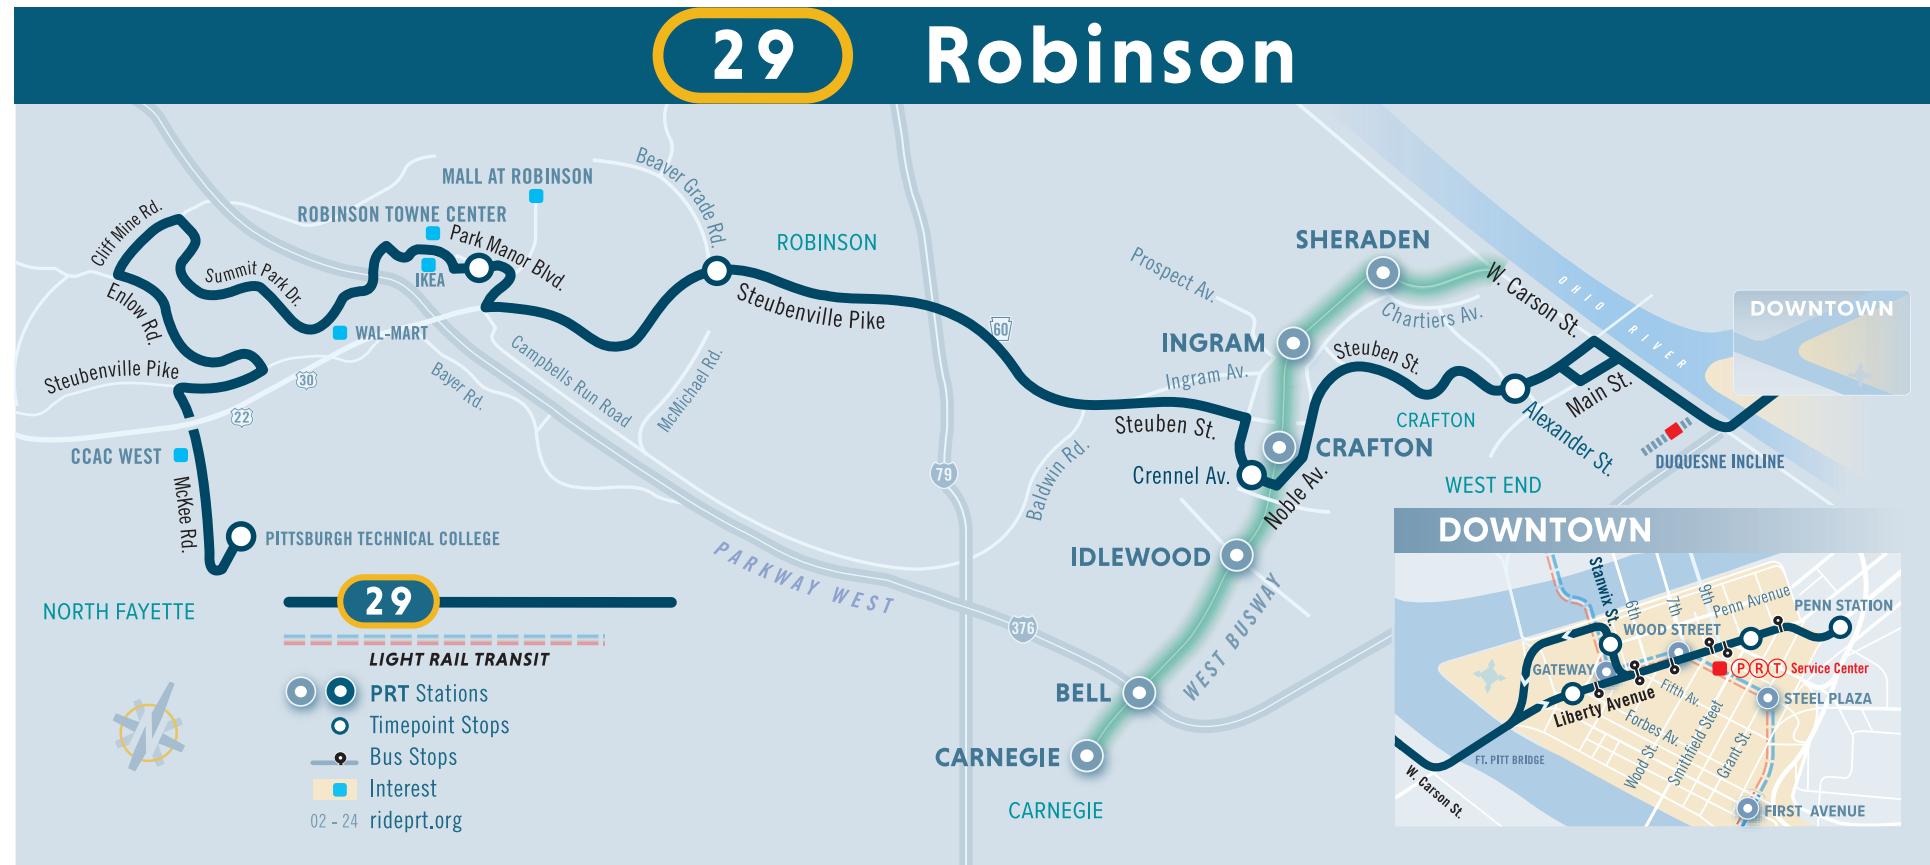 29 Robinson
MALL AT ROBINSON
ROBINSON TOWNE CENTER
IKEA
Park Manor Blvd.
Beaver Grade Rd.
ROBINSON
Cliff Mine Rd.
Summit Park Dr.
Enlow Rd.
WAL-MART
Steubenville Pike
30
22
Bayer Rd.
Campbells Run Road
McMichael Rd.
Steubenville Pike
60
79
CCAC WEST
McKee Rd.
PITTSBURGH TECHNICAL COLLEGE
NORTH FAYETTE
PARKWAY WEST
376
SHERADEN
Prospect Av.
INGRAM
Ingram Av.
Chartiers Av.
W. Carson St.
OHIO RIVER
DOWNTOWN
Steuben St.
Steuben St.
Main St.
CRAFTON
CRAFTON
Alexander St.
DUQUESNE INCLINE
WEST END
Crennel Av.
Noble Av.
Baldwin Rd.
IDLEWOOD
WEST BUSWAY
BELL
CARNEGIE
CARNEGIE
29
LIGHT RAIL TRANSIT
PRT Stations
Timepoint Stops
Bus Stops
Interest
02 - 24 rideprt.org
N
DOWNTOWN
Stanwix St.
6th
7th
9th
Penn Avenue
PENN STATION
WOOD STREET
GATEWAY
PRT Service Center
Liberty Avenue
Fifth Av.
STEEL PLAZA
Forbes Av.
Wood St.
Smithfield Street
Grant St.
FT. PITT BRIDGE
W. Carson St.
FIRST AVENUE